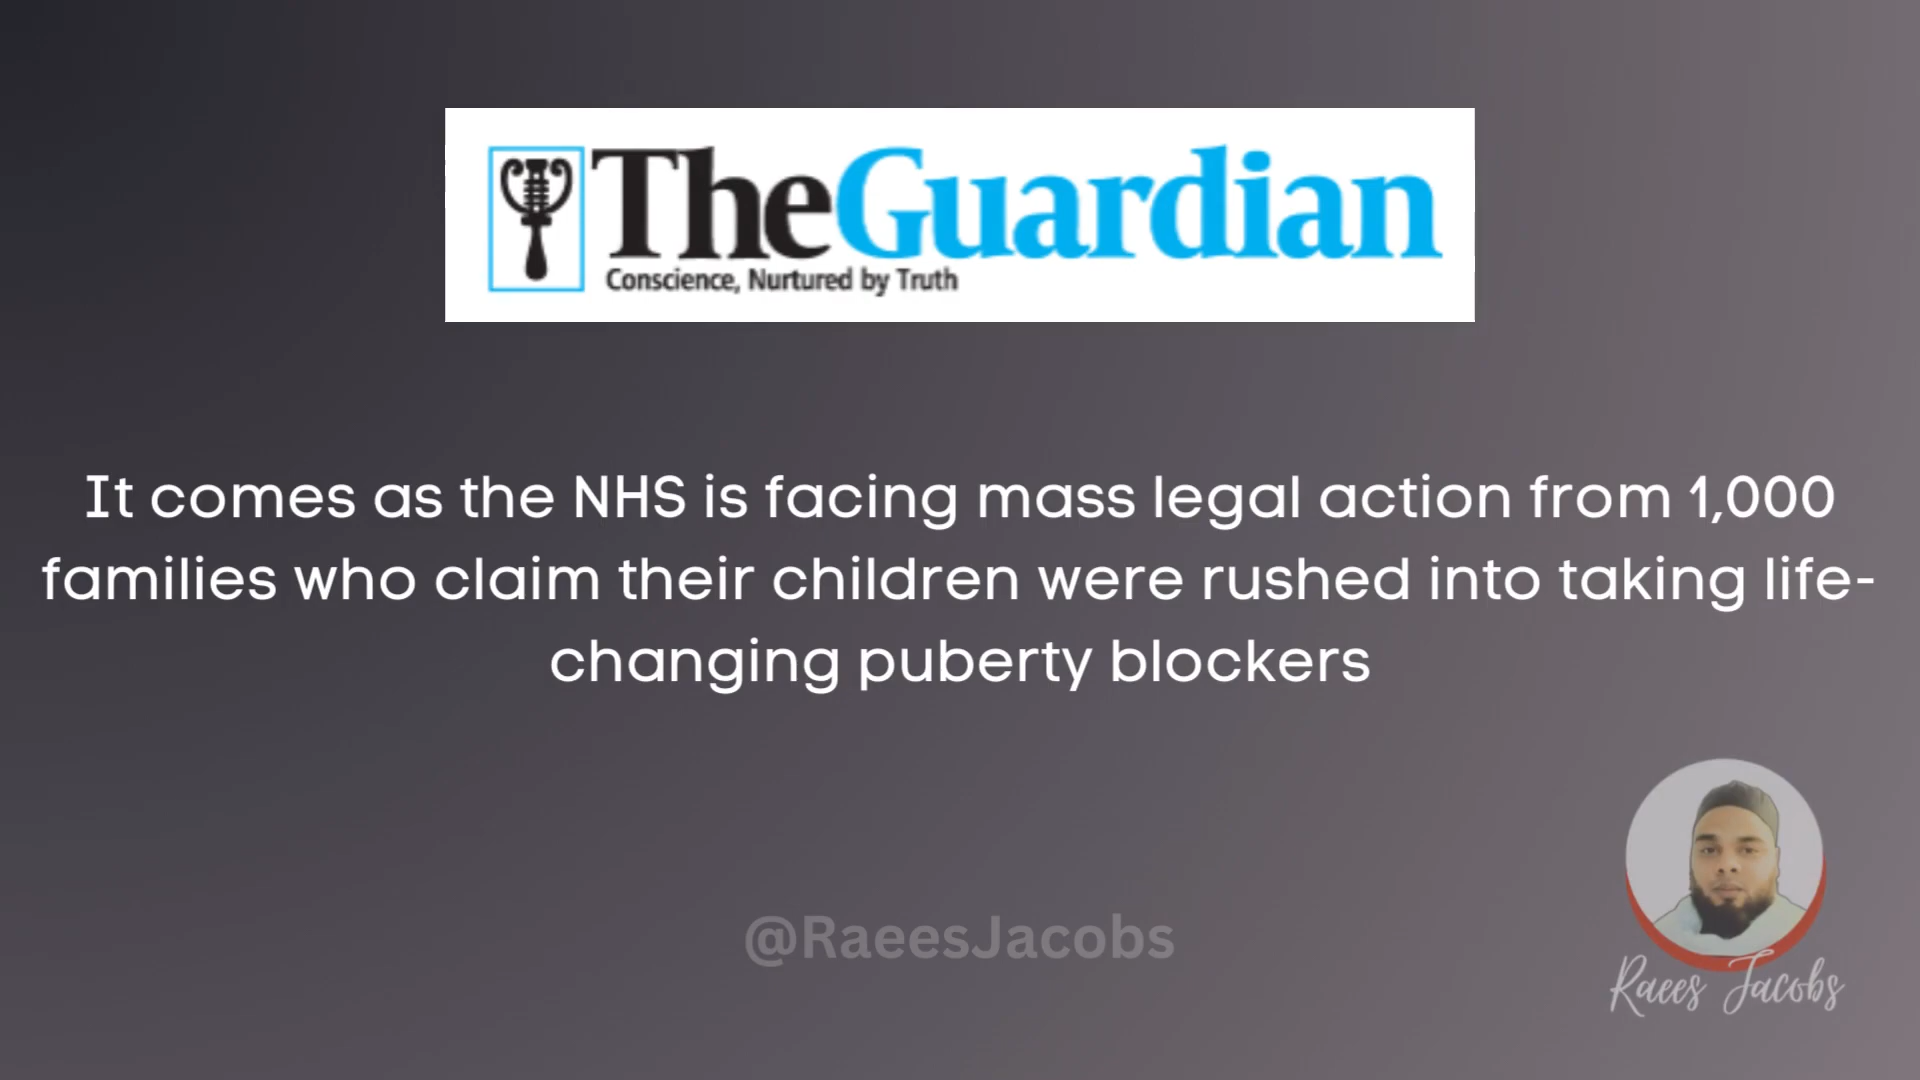 TheGuardian
Conscience, Nurtured by Truth
It comes as the NHS is facing mass legal action from 1,000
families who claim their children were rushed into taking life-
changing puberty blockers
@RaeesJacobs
Raees Jacobs